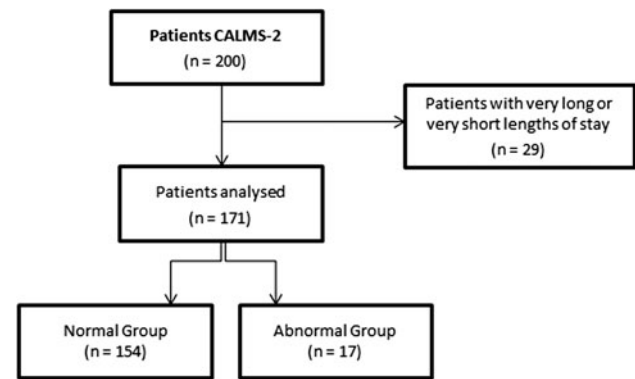 Patients CALMS-2
(n = 200)
Patients with very long or
very short lengths of stay
(n = 29)
Patients analysed
(n = 171)
Normal Group
(n = 154)
Abnormal Group
(n = 17)